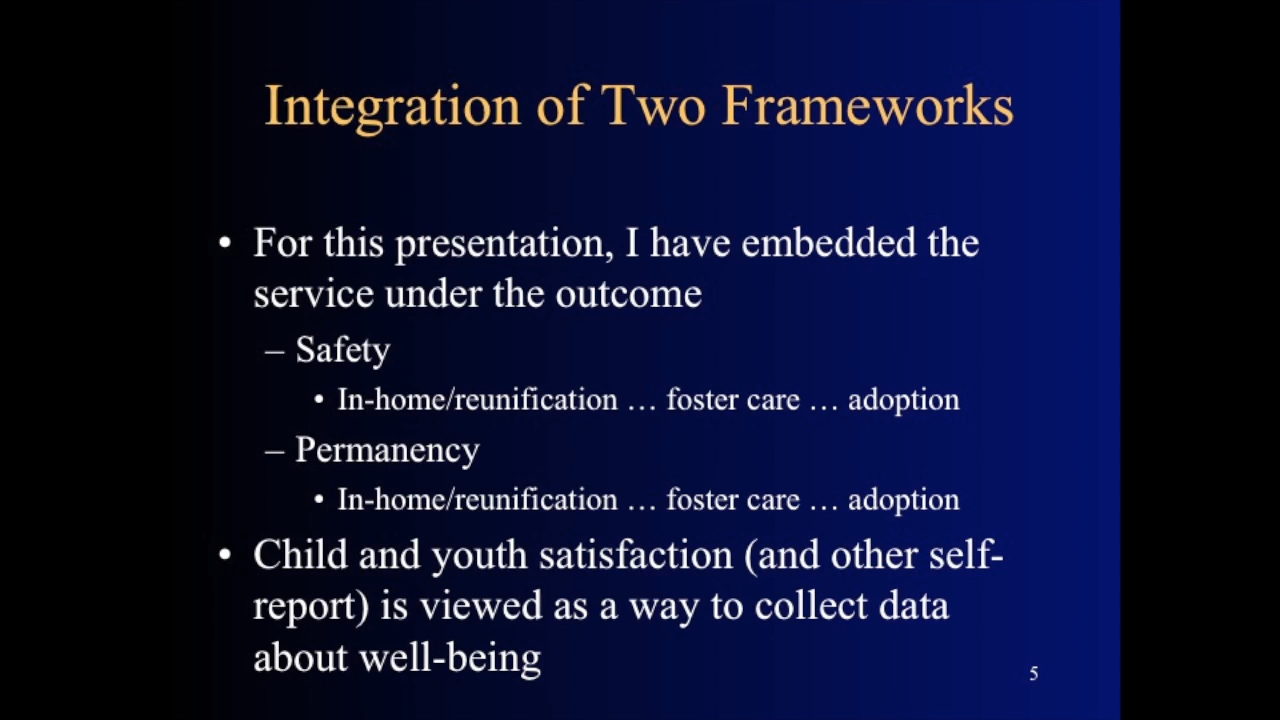 Integration of Two Frameworks
• For this presentation, I have embedded the
service under the outcome
– Safety
• In-home/reunification … foster care … adoption
– Permanency
• In-home/reunification … foster care … adoption
• Child and youth satisfaction (and other self-
report) is viewed as a way to collect data
about well-being
5